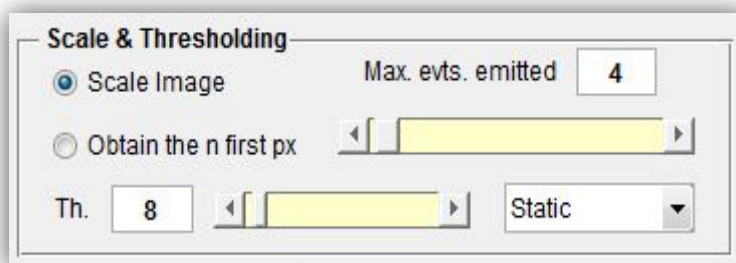 Scale & Thresholding
Scale Image
Max. evts. emitted 4
Obtain the n first px
Th. 8 Static